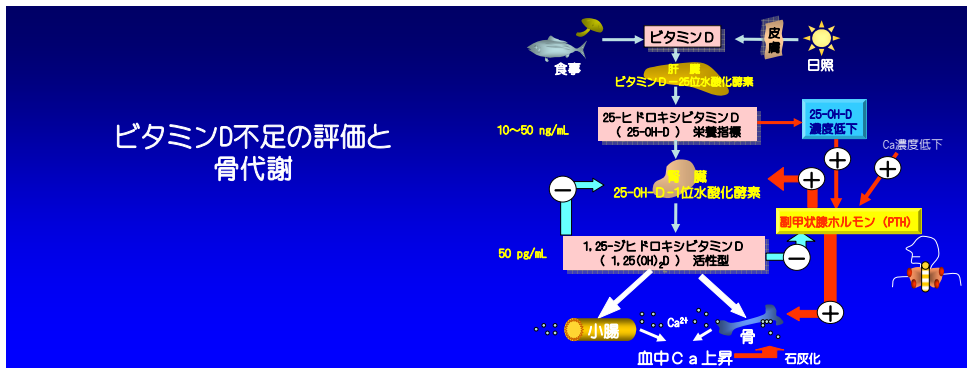 ビタミンD不足の評価と
骨代謝
ビタミンD
皮
膚
食事
日照
肝 臓
ビタミンD－25位水酸化酵素
25-ヒドロキシビタミンD
( 25-OH-D ) 栄養指標
10～50 ng/mL
25-OH-D
濃度低下
Ca濃度低下
＋
＋
＋
腎 臓
25-OH-D-1位水酸化酵素
－
副甲状腺ホルモン (PTH)
1,25-ジヒドロキシビタミンD
( 1,25(OH)₂D ) 活性型
50 pg/mL
－
＋
小腸
Ca²⁺
骨
血中Ｃａ上昇
石灰化